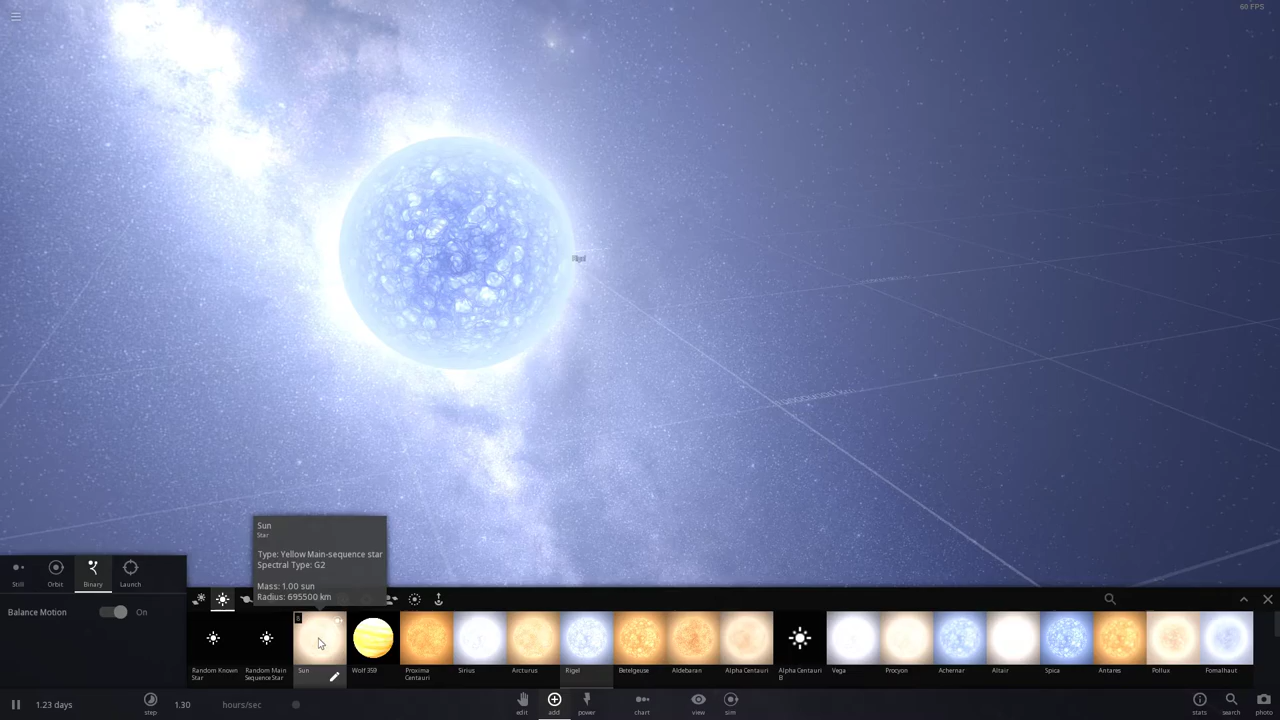 60 FPS
Rigel
Sun
Star
Type: Yellow Main-sequence star
Spectral Type: G2
Mass: 1.00 sun
Radius: 695500 km
Still
Orbit
Binary
Launch
Balance Motion
On
8
Random Known Star
Random Main Sequence Star
Sun
Wolf 359
Proxima Centauri
Sirius
Arcturus
Rigel
Betelgeuse
Aldebaran
Alpha Centauri
Alpha Centauri B
Vega
Procyon
Achernar
Altair
Spica
Antares
Pollux
Fomalhaut
1.23 days
step
1.30
hours/sec
edit
add
power
chart
view
sim
stats
search
photo